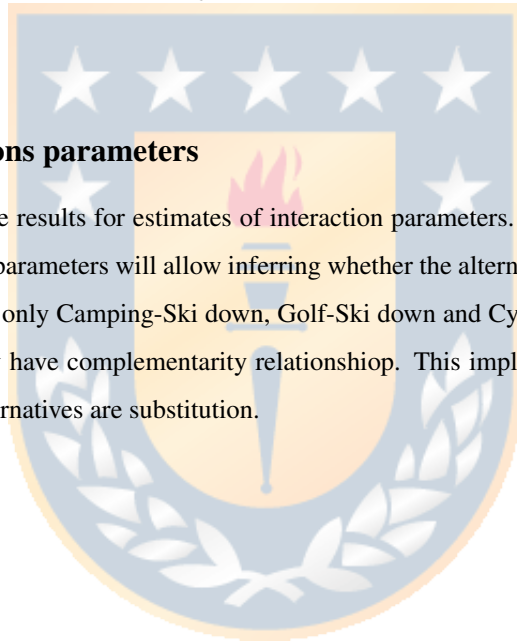 ons parameters
e results for estimates of interaction parameters.
parameters will allow inferring whether the altern
only Camping-Ski down, Golf-Ski down and Cy
have complementarity relationshiop. This impl
ernatives are substitution.